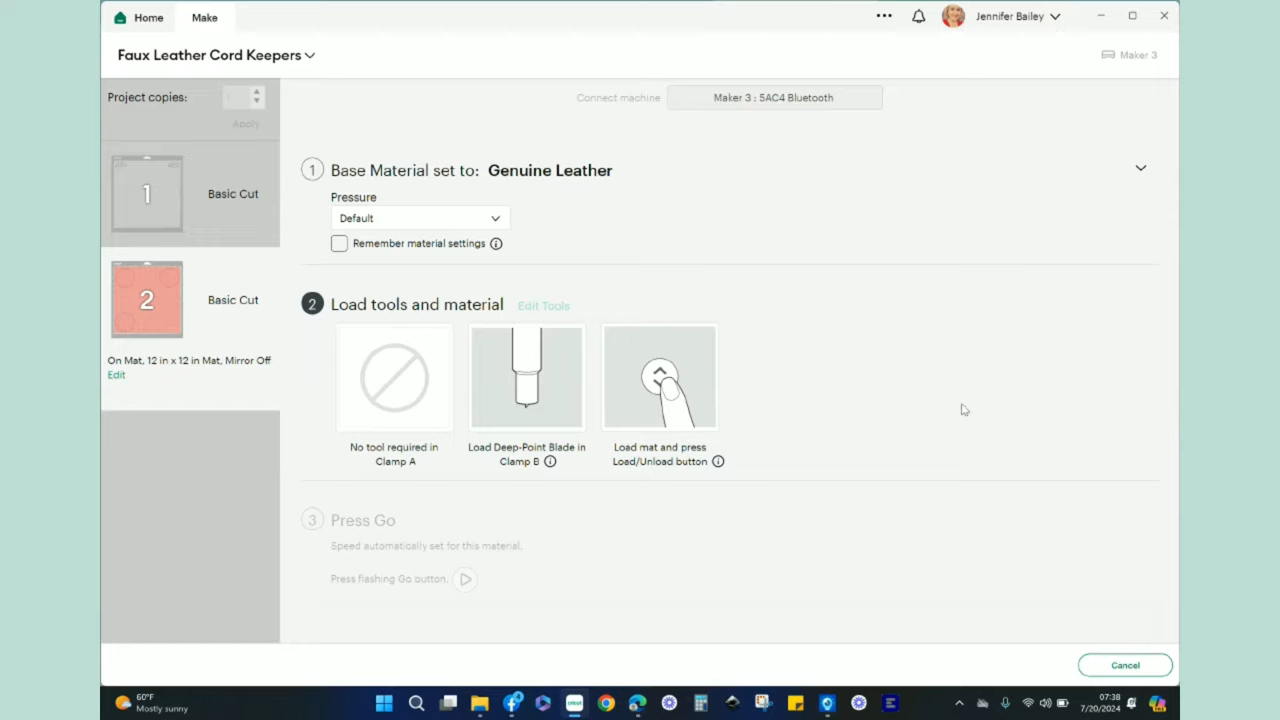 Home
Make
Jennifer Bailey
Faux Leather Cord Keepers
Maker 3
Project copies:
Apply
Connect machine
Maker 3 : 5AC4 Bluetooth
1
Basic Cut
2
Basic Cut
On Mat, 12 in x 12 in Mat, Mirror Off
Edit
1 Base Material set to: Genuine Leather
Pressure
Default
Remember material settings
2 Load tools and material Edit Tools
No tool required in
Clamp A
Load Deep-Point Blade in
Clamp B
Load mat and press
Load/Unload button
3 Press Go
Speed automatically set for this material.
Press flashing Go button.
Cancel
60°F
Mostly sunny
07:38
7/20/2024